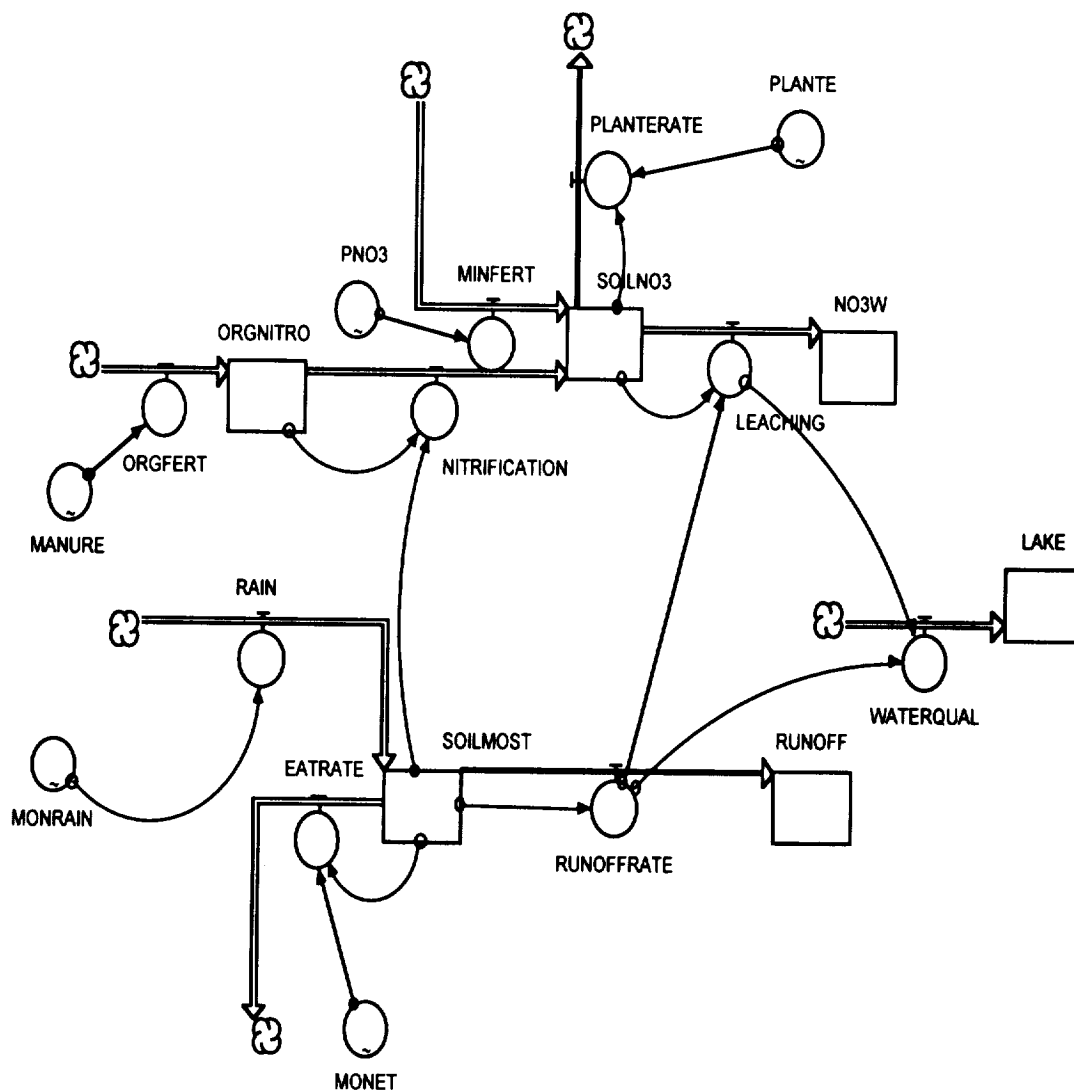 PLANTE
PLANTERATE
PNO3
MINFERT
SOILNO3
NO3W
ORGNITRO
LEACHING
ORGFERT
NITRIFICATION
MANURE
LAKE
RAIN
WATERQUAL
SOILMOST
RUNOFF
EATRATE
MONRAIN
RUNOFFRATE
MONET